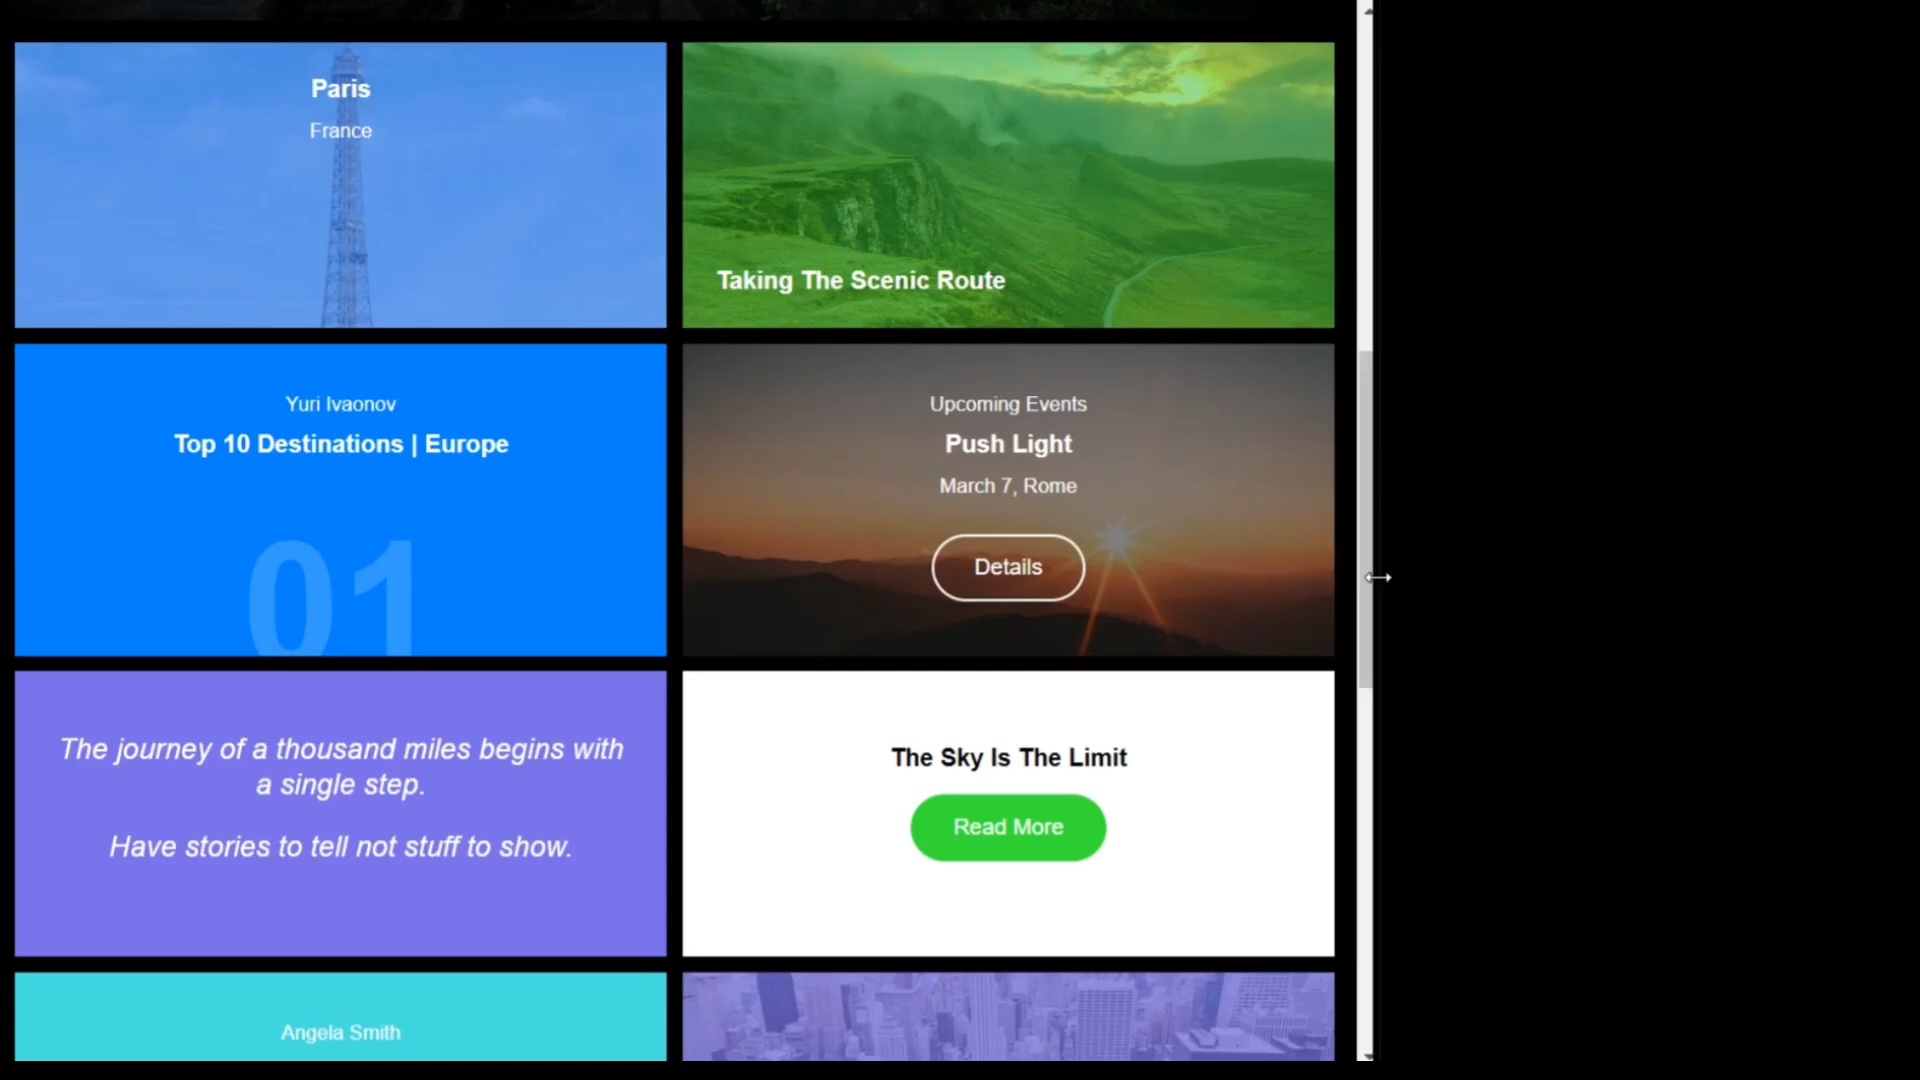 Paris
France
Taking The Scenic Route
Yuri Ivaonov
Top 10 Destinations | Europe
01
Upcoming Events
Push Light
March 7, Rome
Details
The journey of a thousand miles begins with
a single step.
Have stories to tell not stuff to show.
The Sky Is The Limit
Read More
Angela Smith